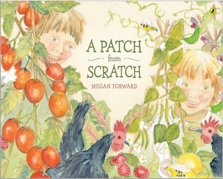 A PATCH
from
SCRATCH
MEGAN FORWARD